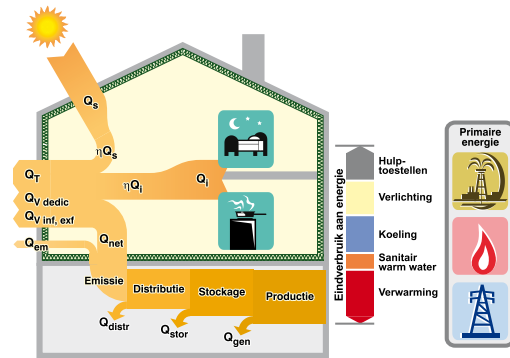 Qs
ηQs
QT
ηQi
Qi
QV dedic
QV inf, exf
Qem
Qnet
Emissie
Distributie
Stockage
Productie
Qdistr
Qstor
Qgen
Eindverbruik aan energie
Hulp-
toestellen
Verlichting
Koeling
Sanitair
warm water
Verwarming
Primaire
energie